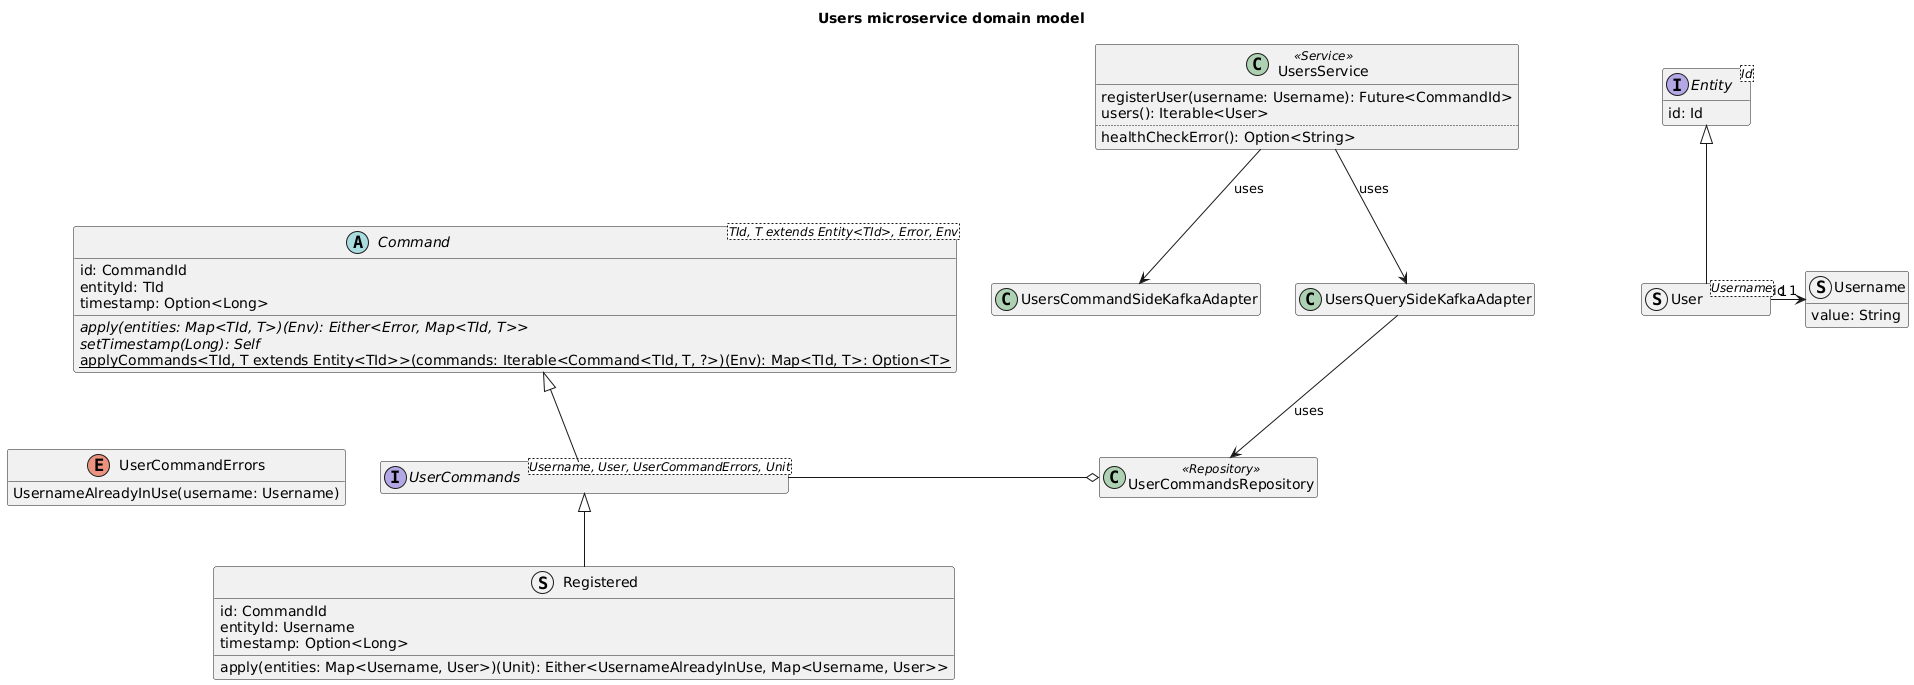 Users microservice domain model
«Service»
C UsersService
registerUser(username: Username): Future<CommandId>
users(): Iterable<User>
healthCheckError(): Option<String>
I Entity Id
id: Id
uses
uses
A Command TId, T extends Entity<TId>, Error, Env
id: CommandId
entityId: TId
timestamp: Option<Long>
apply(entities: Map<TId, T>)(Env): Either<Error, Map<TId, T>>
setTimestamp(Long): Self
applyCommands<TId, T extends Entity<TId>>(commands: Iterable<Command<TId, T, ?>)(Env): Map<TId, T>: Option<T>
C UsersCommandSideKafkaAdapter
C UsersQuerySideKafkaAdapter
S User Username
id
1
1
S Username
value: String
uses
E UserCommandErrors
UsernameAlreadyInUse(username: Username)
I UserCommands Username, User, UserCommandErrors, Unit
«Repository»
C UserCommandsRepository
S Registered
id: CommandId
entityId: Username
timestamp: Option<Long>
apply(entities: Map<Username, User>)(Unit): Either<UsernameAlreadyInUse, Map<Username, User>>